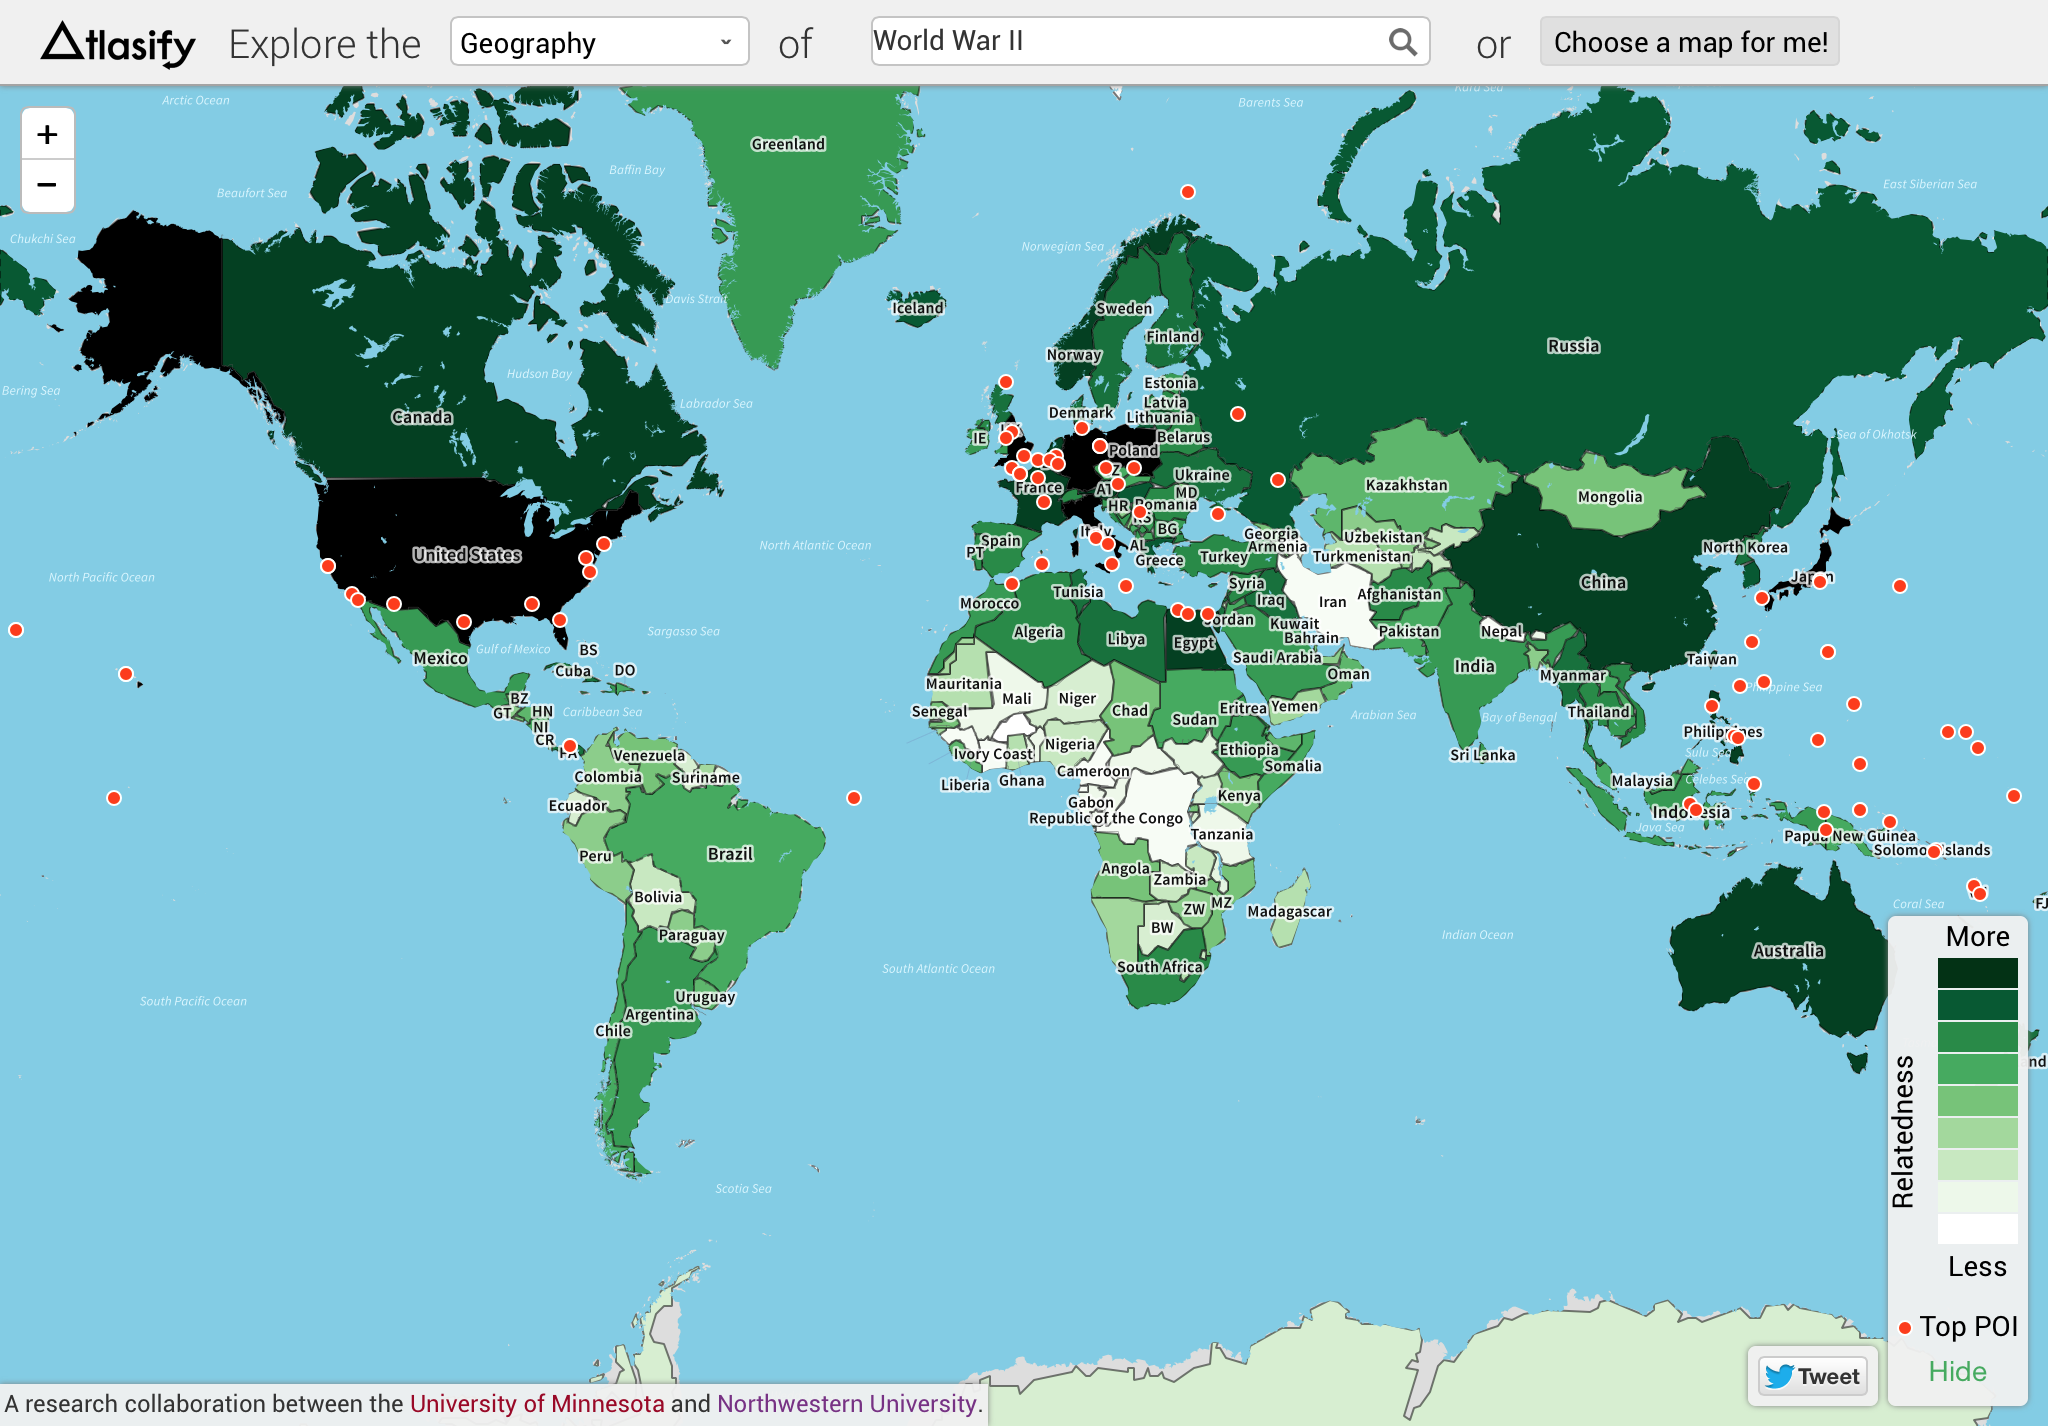 Atlasify Explore the Geography of World War II or Choose a map for me!
+
−
Arctic Ocean
Barents Sea
Kara Sea
Greenland
Baffin Bay
Beaufort Sea
East Siberian Sea
Chukchi Sea
Norwegian Sea
Davis Strait
Iceland
Sweden
Finland
Norway
Russia
Hudson Bay
Bering Sea
Labrador Sea
Canada
Estonia
Latvia
Denmark
Lithuania
IE
Belarus
Poland
Sea of Okhotsk
Ukraine
Kazakhstan
Mongolia
France
AT
MD
HR
Romania
RS
BG
Italy
Spain
PT
AL
Greece
Turkey
Georgia
Armenia
Uzbekistan
Turkmenistan
North Korea
Japan
United States
North Atlantic Ocean
North Pacific Ocean
China
Syria
Tunisia
Morocco
Iraq
Iran
Afghanistan
Jordan
Kuwait
Bahrain
Pakistan
Nepal
Algeria
Libya
Egypt
Sargasso Sea
Gulf of Mexico
BS
Mexico
Cuba
DO
Saudi Arabia
India
Taiwan
Oman
Myanmar
Mauritania
Mali
Niger
Chad
Philippine Sea
BZ
GT
HN
Caribbean Sea
Senegal
Sudan
Eritrea
Yemen
Arabian Sea
Bay of Bengal
Thailand
NI
CR
PA
Philippines
Nigeria
Ivory Coast
Ethiopia
Somalia
Sri Lanka
Sulu Sea
Venezuela
Colombia
Suriname
Liberia
Ghana
Cameroon
Malaysia
Celebes Sea
Ecuador
Gabon
Kenya
Republic of the Congo
Indonesia
Java Sea
Tanzania
Papua New Guinea
Solomon Islands
Peru
Brazil
Angola
Zambia
Bolivia
ZW
MZ
Madagascar
BW
Coral Sea
FJ
Paraguay
Indian Ocean
Australia
South Africa
South Atlantic Ocean
South Pacific Ocean
Uruguay
Argentina
Chile
Scotia Sea
More
Relatedness
Less
Top POI
Hide
Tweet
A research collaboration between the University of Minnesota and Northwestern University.